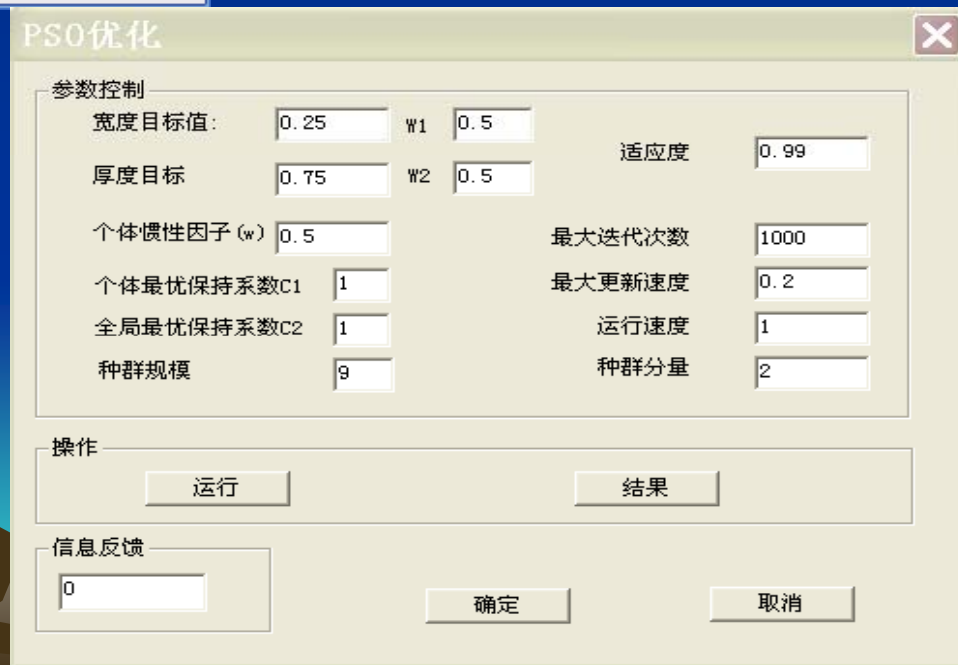 PSO优化
参数控制
宽度目标值: 0.25 W1 0.5
适应度 0.99
厚度目标 0.75 W2 0.5
个体惯性因子(w) 0.5
最大迭代次数 1000
个体最优保持系数C1 1
最大更新速度 0.2
全局最优保持系数C2 1
运行速度 1
种群规模 9
种群分量 2
操作
运行 结果
信息反馈
0
确定 取消